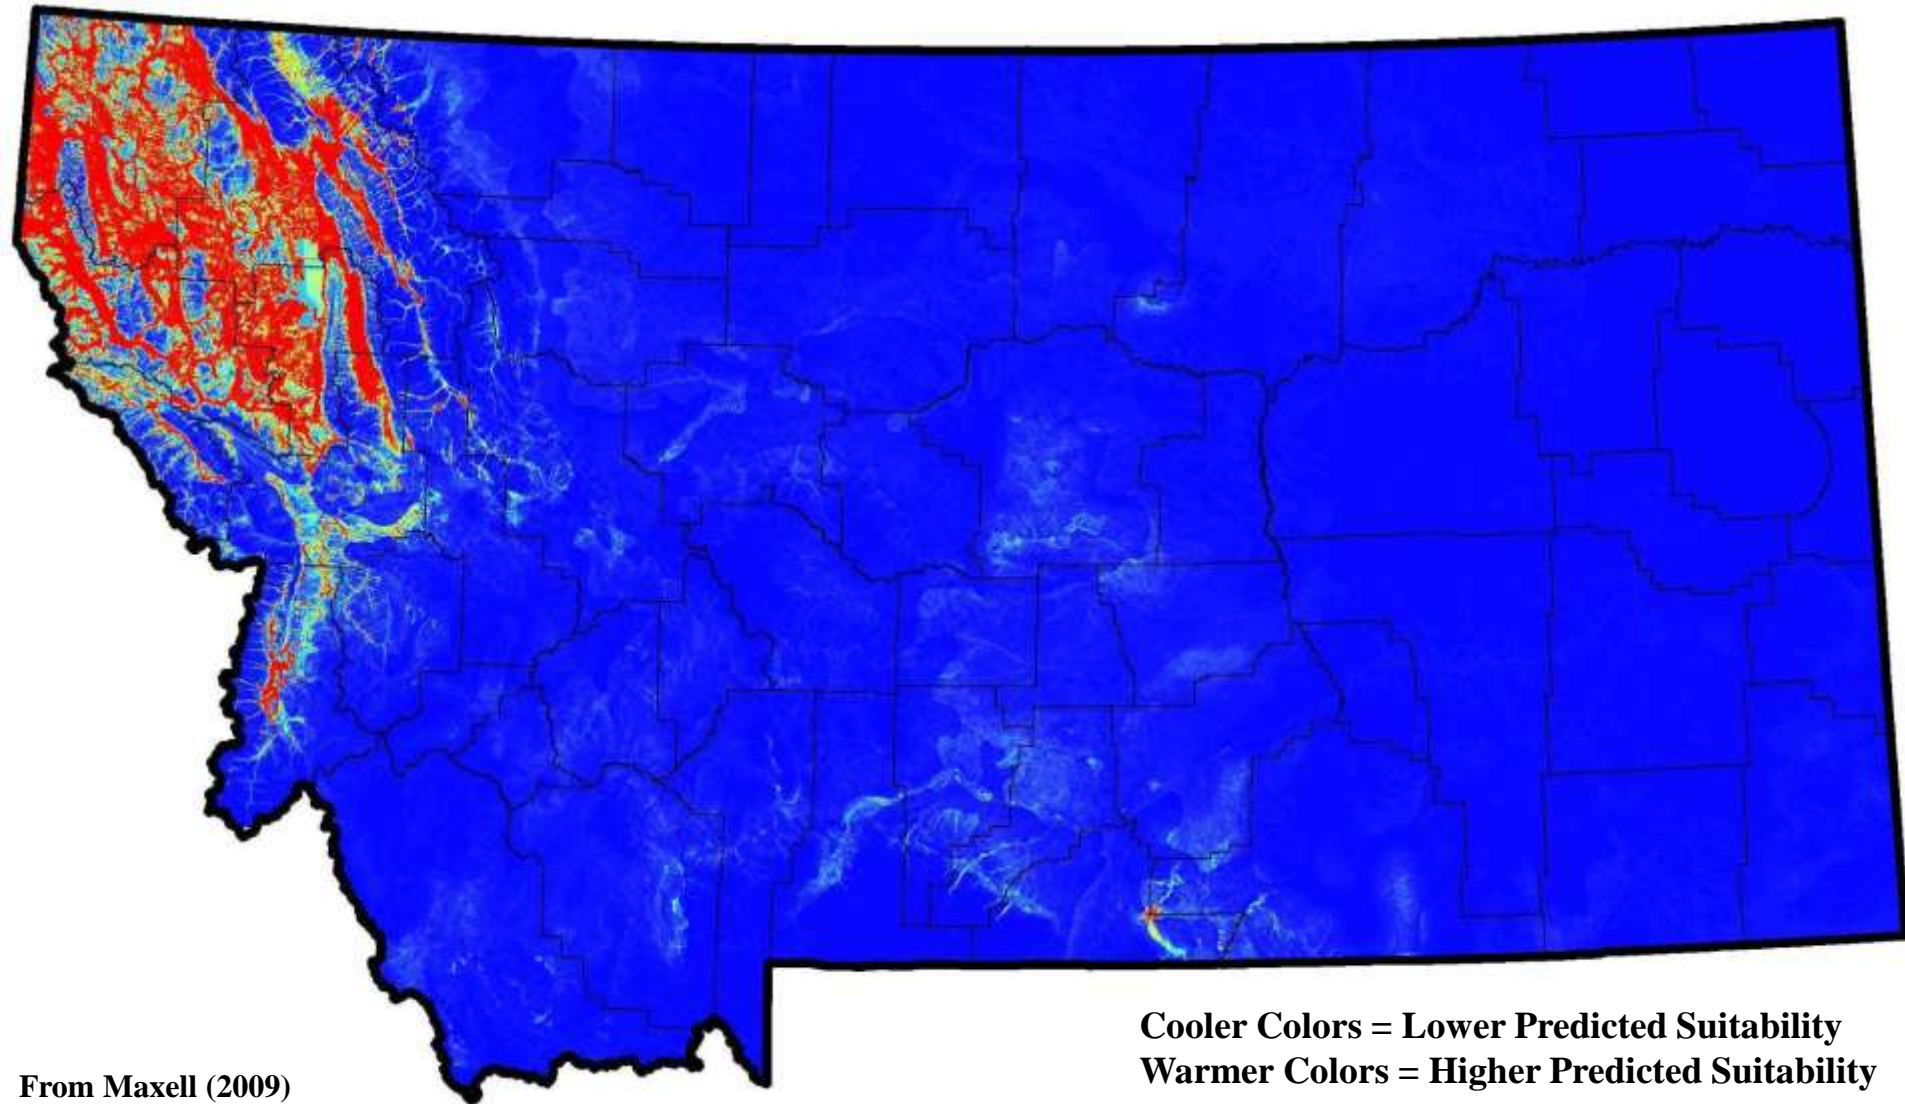 Cooler Colors = Lower Predicted Suitability
Warmer Colors = Higher Predicted Suitability
From Maxell (2009)